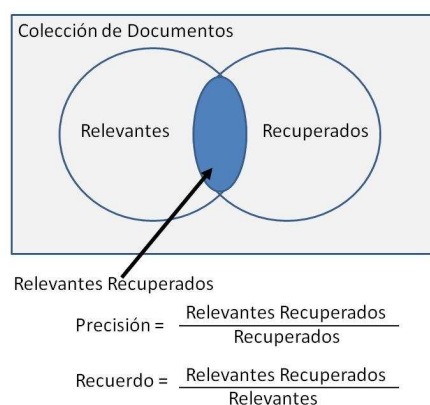 Colección de Documentos
Relevantes
Recuperados
Relevantes Recuperados
Precisión = Relevantes Recuperados
Recuperados
Recuerdo = Relevantes Recuperados
Relevantes